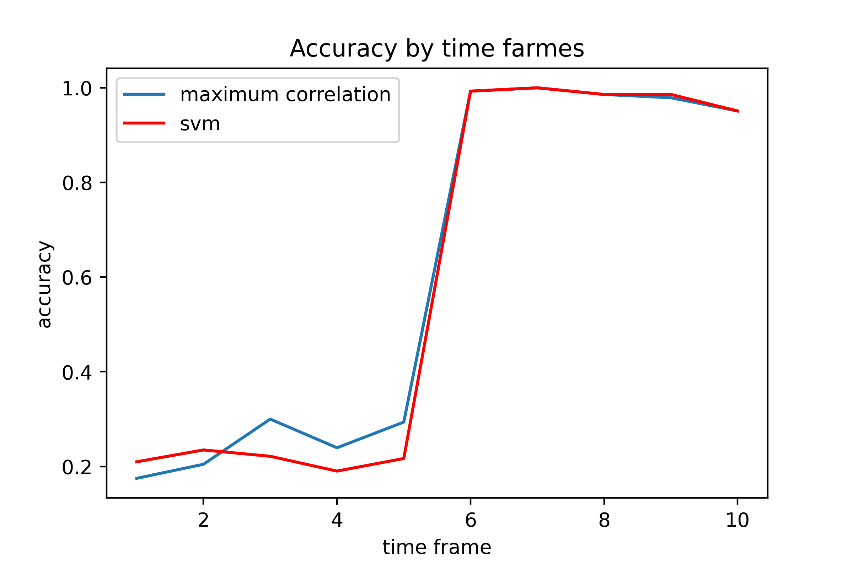 Accuracy by time farmes
maximum correlation
svm
1.0
0.8
0.6
0.4
0.2
accuracy
2 4 6 8 10
time frame